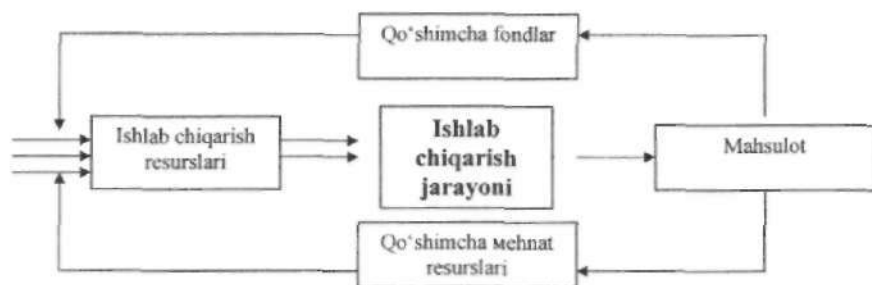 Qo‘shimcha fondlar
Ishlab chiqarish
resurslari
Ishlab
chiqarish
jarayoni
Mahsulot
Qo‘shimcha мehnat
resurslari